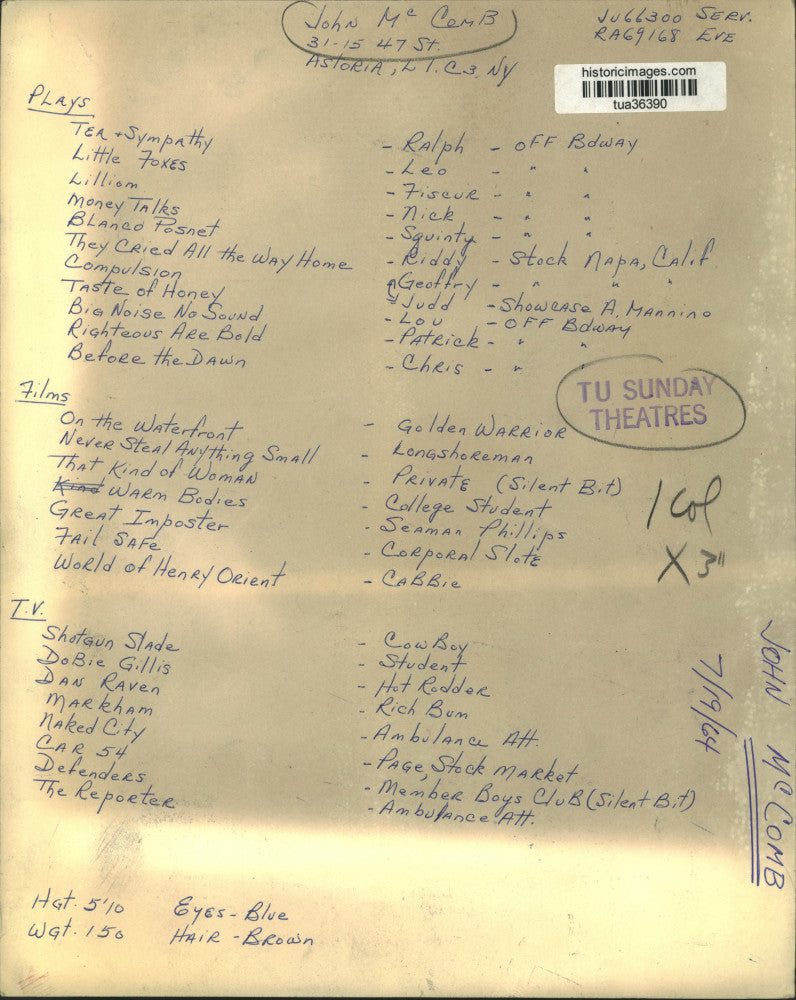 John Mc Comb
31-15 47 St.
Astoria, L.I.C. 3, NY
JU66300 Serv.
RA69168 Eve
historicimages.com
tua36390
Plays
Tea + Sympathy - Ralph - Off Bdway
Little Foxes - Leo - " "
Lilliom - Fiscur - " "
Money Talks - Nick - " "
Blanco Posnet - Squinty - " "
They Cried All the Way Home - Riddy - Stock Napa, Calif.
Compulsion - Geoffry - " " "
Taste of Honey - Judd - Showcase A. Mannino
Big Noise No Sound - Lou - Off Bdway
Righteous Are Bold - Patrick - " "
Before the Dawn - Chris - "
TU SUNDAY
THEATRES
Films
On the Waterfront - Golden Warrior
Never Steal Anything Small - Longshoreman
That Kind of Woman - Private (Silent Bit)
Kind Warm Bodies - College Student
Great Imposter - Seaman Phillips
Fail Safe - Corporal Slote
World of Henry Orient - Cabbie
1 Col
X 3"
T.V.
Shotgun Slade - Cow Boy
Dobie Gillis - Student
Dan Raven - Hot Rodder
Markham - Rich Bum
Naked City - Ambulance Att.
Car 54 - Page, Stock Market
Defenders - Member Boys Club (Silent Bit)
The Reporter - Ambulance Att.
7/19/64
John McComb
Hgt. 5'10 Eyes - Blue
Wgt. 150 Hair - Brown